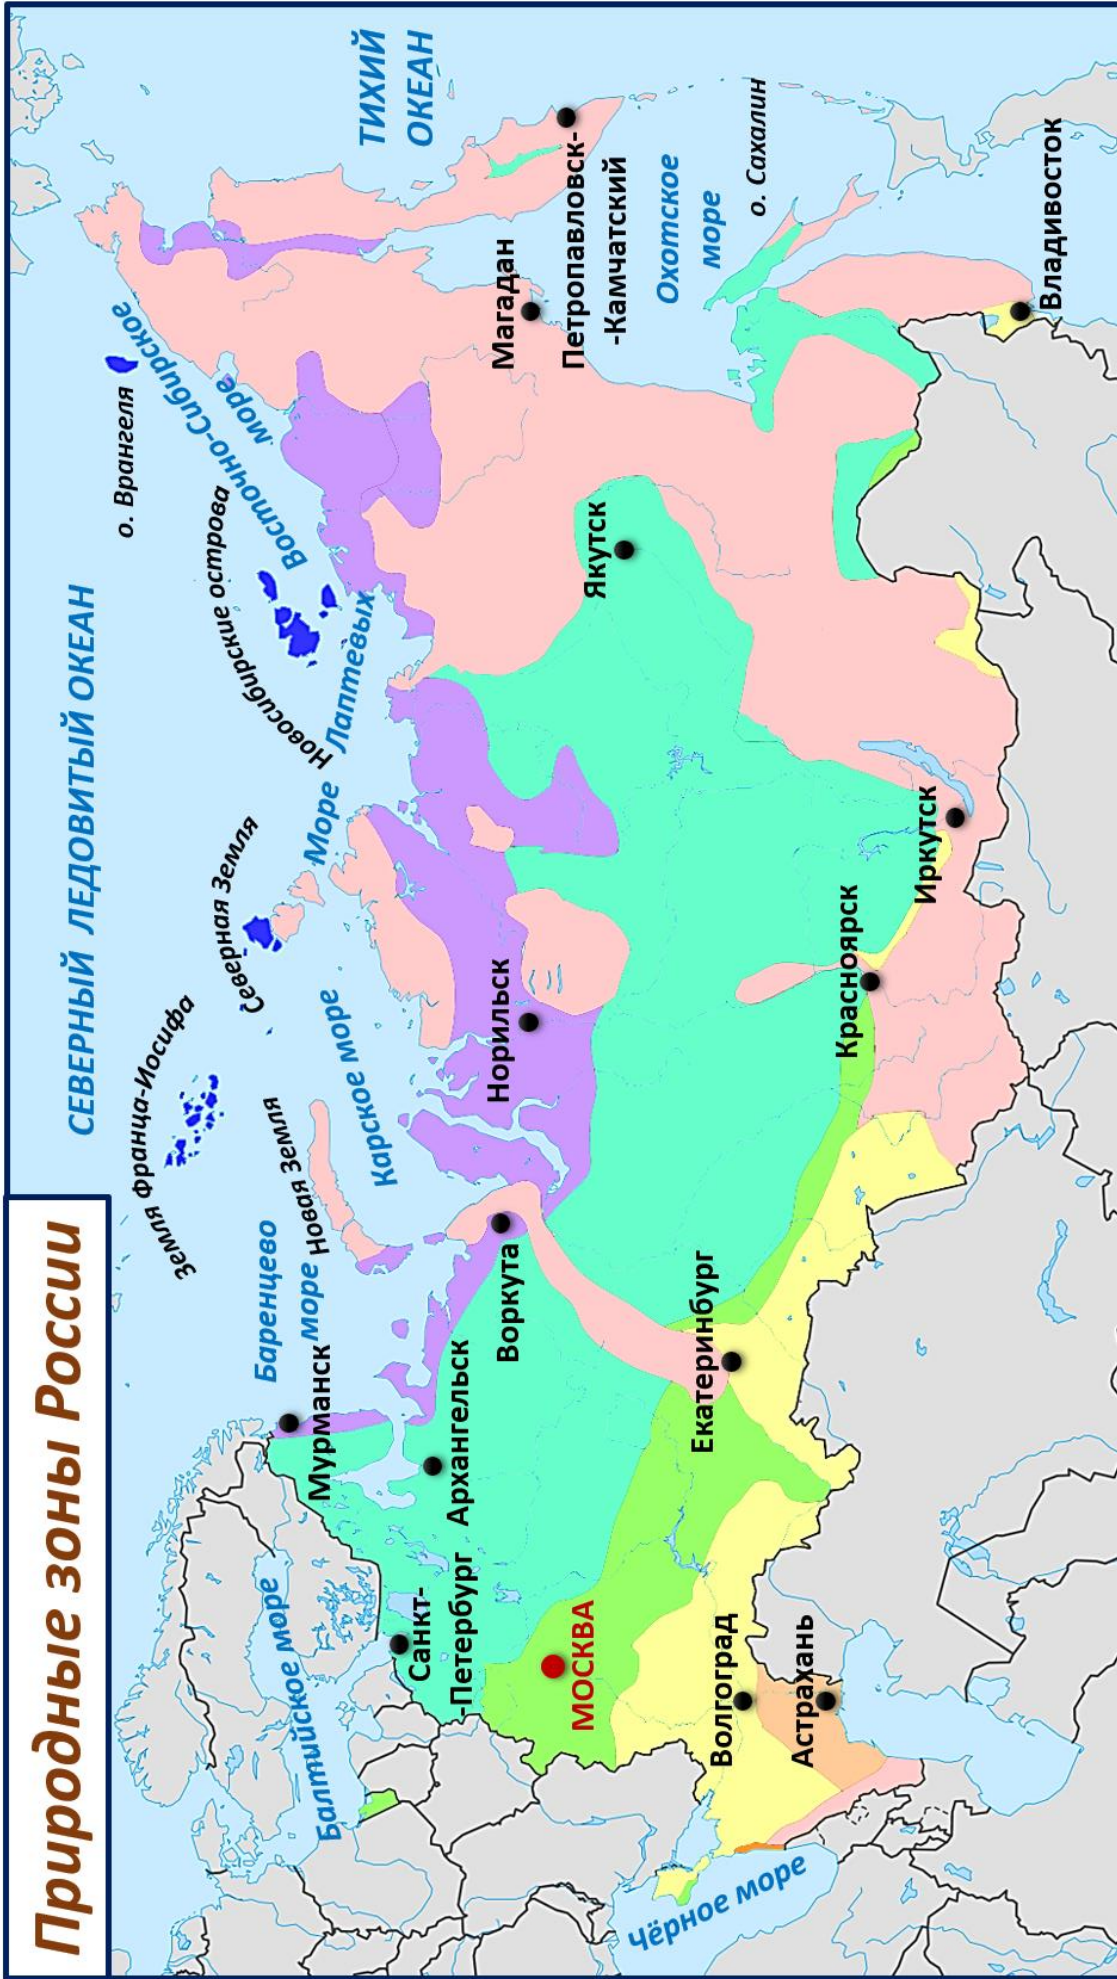 Природные зоны России
СЕВЕРНЫЙ ЛЕДОВИТЫЙ ОКЕАН
ТИХИЙ
ОКЕАН
Земля Франца-Иосифа
Северная Земля
Новосибирские острова
о. Врангеля
Новая Земля
Баренцево
море
Карское море
Море Лаптевых
Восточно-Сибирское
море
Балтийское море
Мурманск
Санкт-
-Петербург
Архангельск
Воркута
Норильск
Якутск
Магадан
Петропавловск-
-Камчатский
Охотское
море
о. Сахалин
МОСКВА
Екатеринбург
Красноярск
Иркутск
Владивосток
Волгоград
Астрахань
Чёрное море